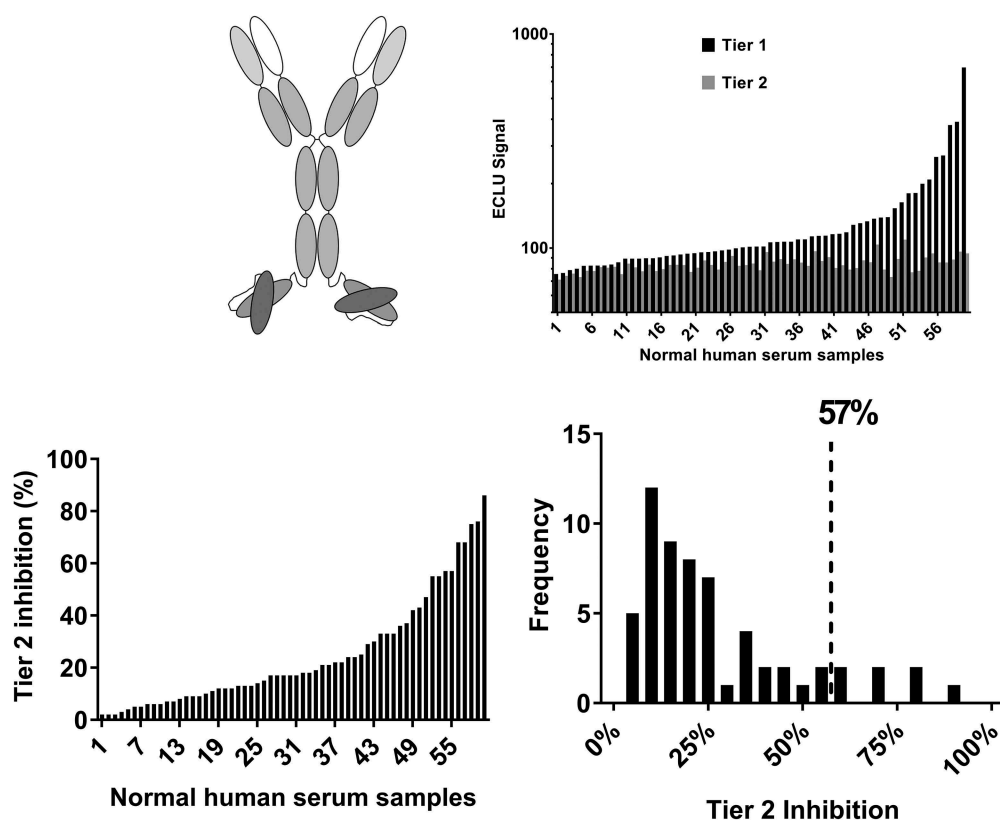 1000
100
ECLU Signal
Tier 1
Tier 2
1 6 11 16 21 26 31 36 41 46 51 56
Normal human serum samples
100
80
60
40
20
0
Tier 2 inhibition (%)
1 7 13 19 25 31 37 43 49 55
Normal human serum samples
57%
15
10
5
0
Frequency
0% 25% 50% 75% 100%
Tier 2 Inhibition